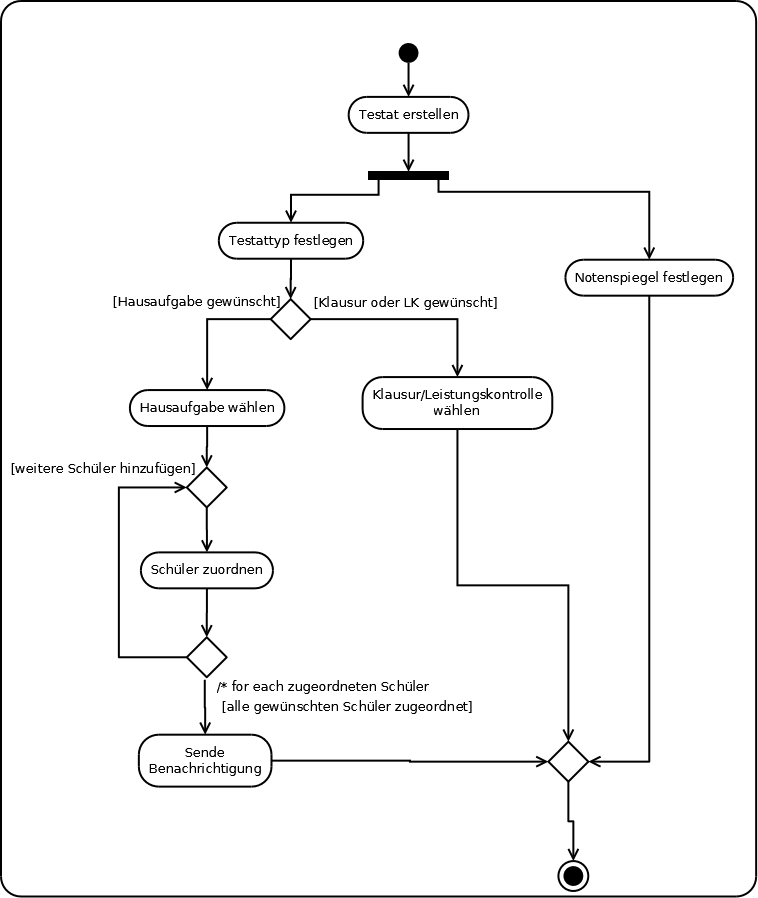 Testat erstellen
Testattyp festlegen
Notenspiegel festlegen
[Hausaufgabe gewünscht]
[Klausur oder LK gewünscht]
Hausaufgabe wählen
Klausur/Leistungskontrolle
wählen
[weitere Schüler hinzufügen]
Schüler zuordnen
/* for each zugeordneten Schüler
[alle gewünschten Schüler zugeordnet]
Sende
Benachrichtigung